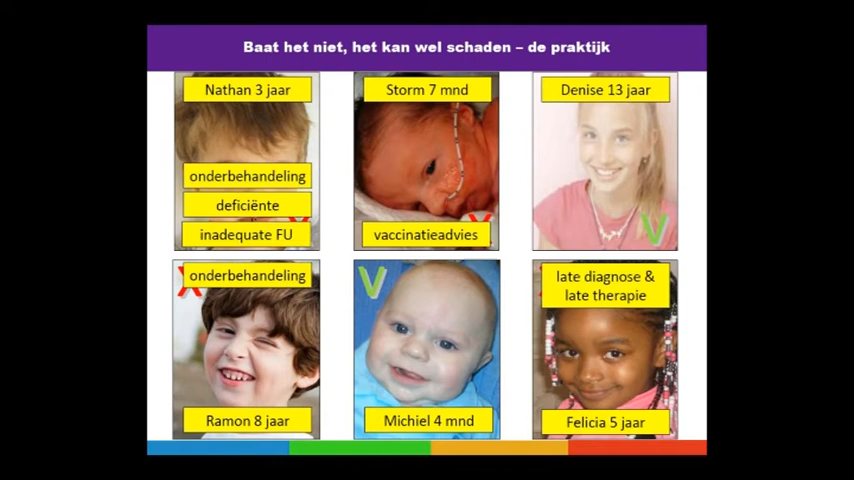 Baat het niet, het kan wel schaden – de praktijk
Nathan 3 jaar
onderbehandeling
deficiënte
inadequate FU
Storm 7 mnd
vaccinatieadvies
Denise 13 jaar
V
X
onderbehandeling
Ramon 8 jaar
V
Michiel 4 mnd
late diagnose &
late therapie
Felicia 5 jaar